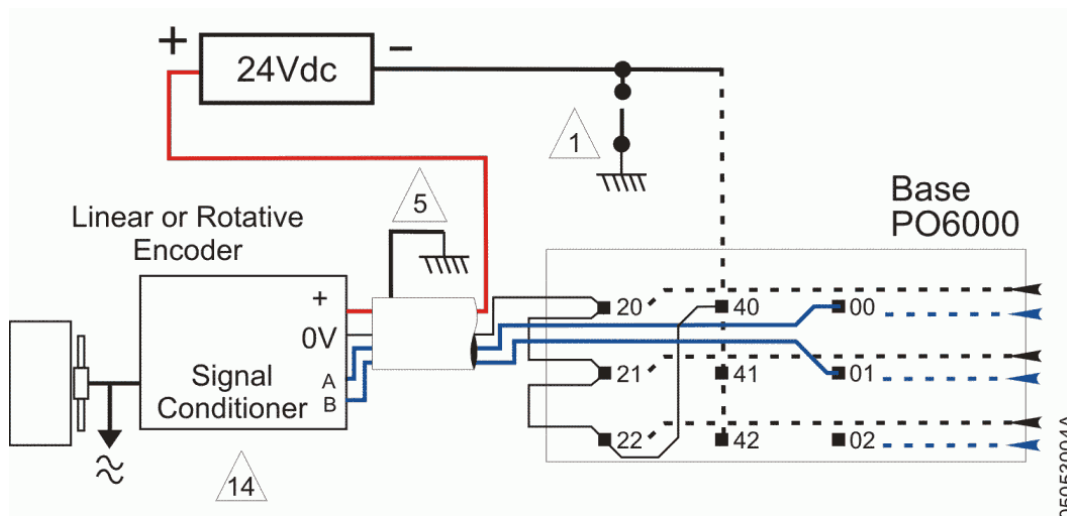 +
24Vdc
−
1
5
Linear or Rotative
Encoder
Base
PO6000
+
0V
A
B
Signal
Conditioner
14
20
40
00
21
41
01
22
42
02